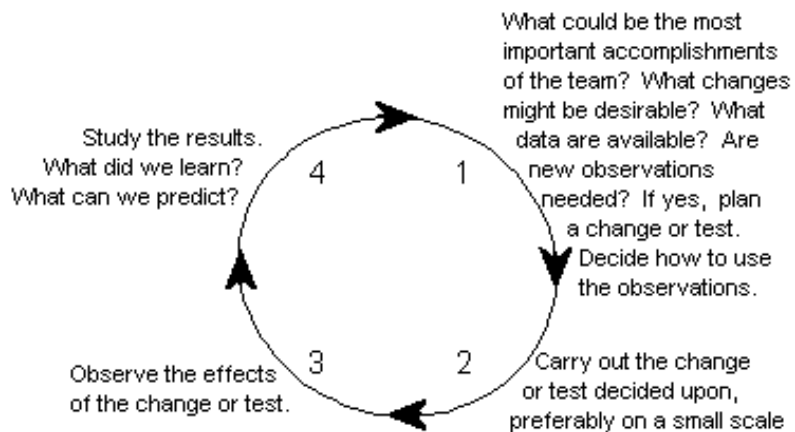 What could be the most
important accomplishments
of the team? What changes
might be desirable? What
data are available? Are
new observations
needed? If yes, plan
a change or test.
Decide how to use
the observations.
1
Carry out the change
or test decided upon,
preferably on a small scale
2
Observe the effects
of the change or test.
3
Study the results.
What did we learn?
What can we predict?
4